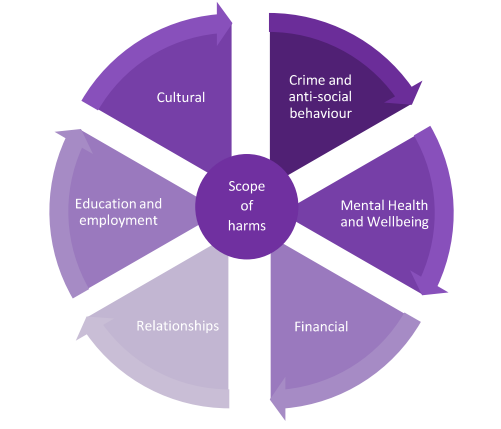 Cultural
Crime and
anti-social
behaviour
Scope
of
harms
Education and
employment
Mental Health
and Wellbeing
Relationships
Financial